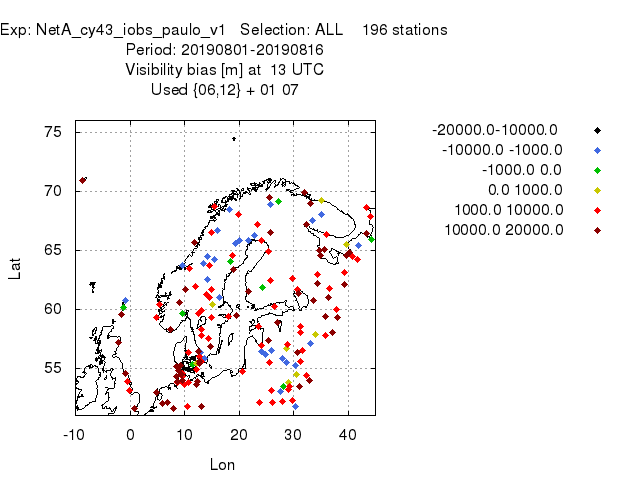 Exp: NetA_cy43_iobs_paulo_v1   Selection: ALL    196 stations
Period: 20190801-20190816
Visibility bias [m] at  13 UTC
Used {06,12} + 01 07
-20000.0-10000.0
-10000.0 -1000.0
-1000.0 0.0
0.0 1000.0
1000.0 10000.0
10000.0 20000.0
75
70
65
60
55
Lat
-10 0 10 20 30 40
Lon